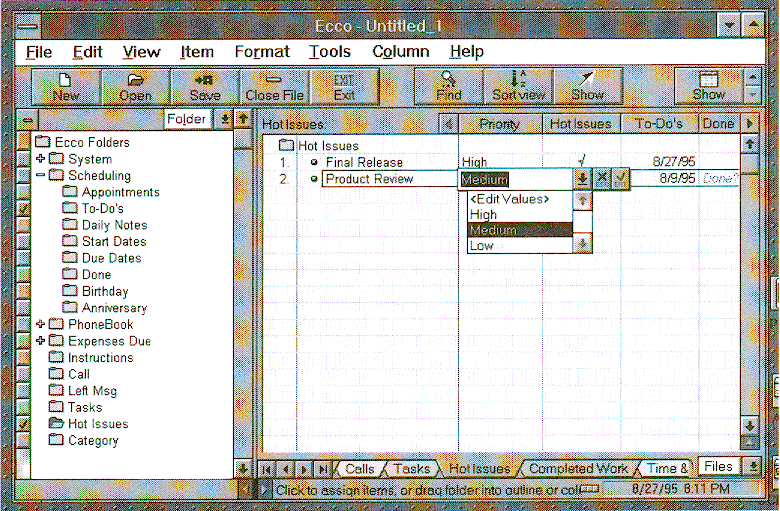 Ecco - Untitled_1
File Edit View Item Format Tools Column Help
New Open Save Close File EXIT Exit Find Sort view Show Show
Folder
Ecco Folders
System
Scheduling
Appointments
To-Do's
Daily Notes
Start Dates
Due Dates
Done
Birthday
Anniversary
PhoneBook
Expenses Due
Instructions
Call
Left Msg
Tasks
Hot Issues
Category
Hot Issues: Priority Hot Issues To-Do's Done
Hot Issues
1. Final Release High √ 8/27/95
2. Product Review Medium 8/9/95 Done?
<Edit Values>
High
Medium
Low
Calls Tasks Hot Issues Completed Work Time & Files
Click to assign items, or drag folder into outline or col 8/27/95 8:11 PM